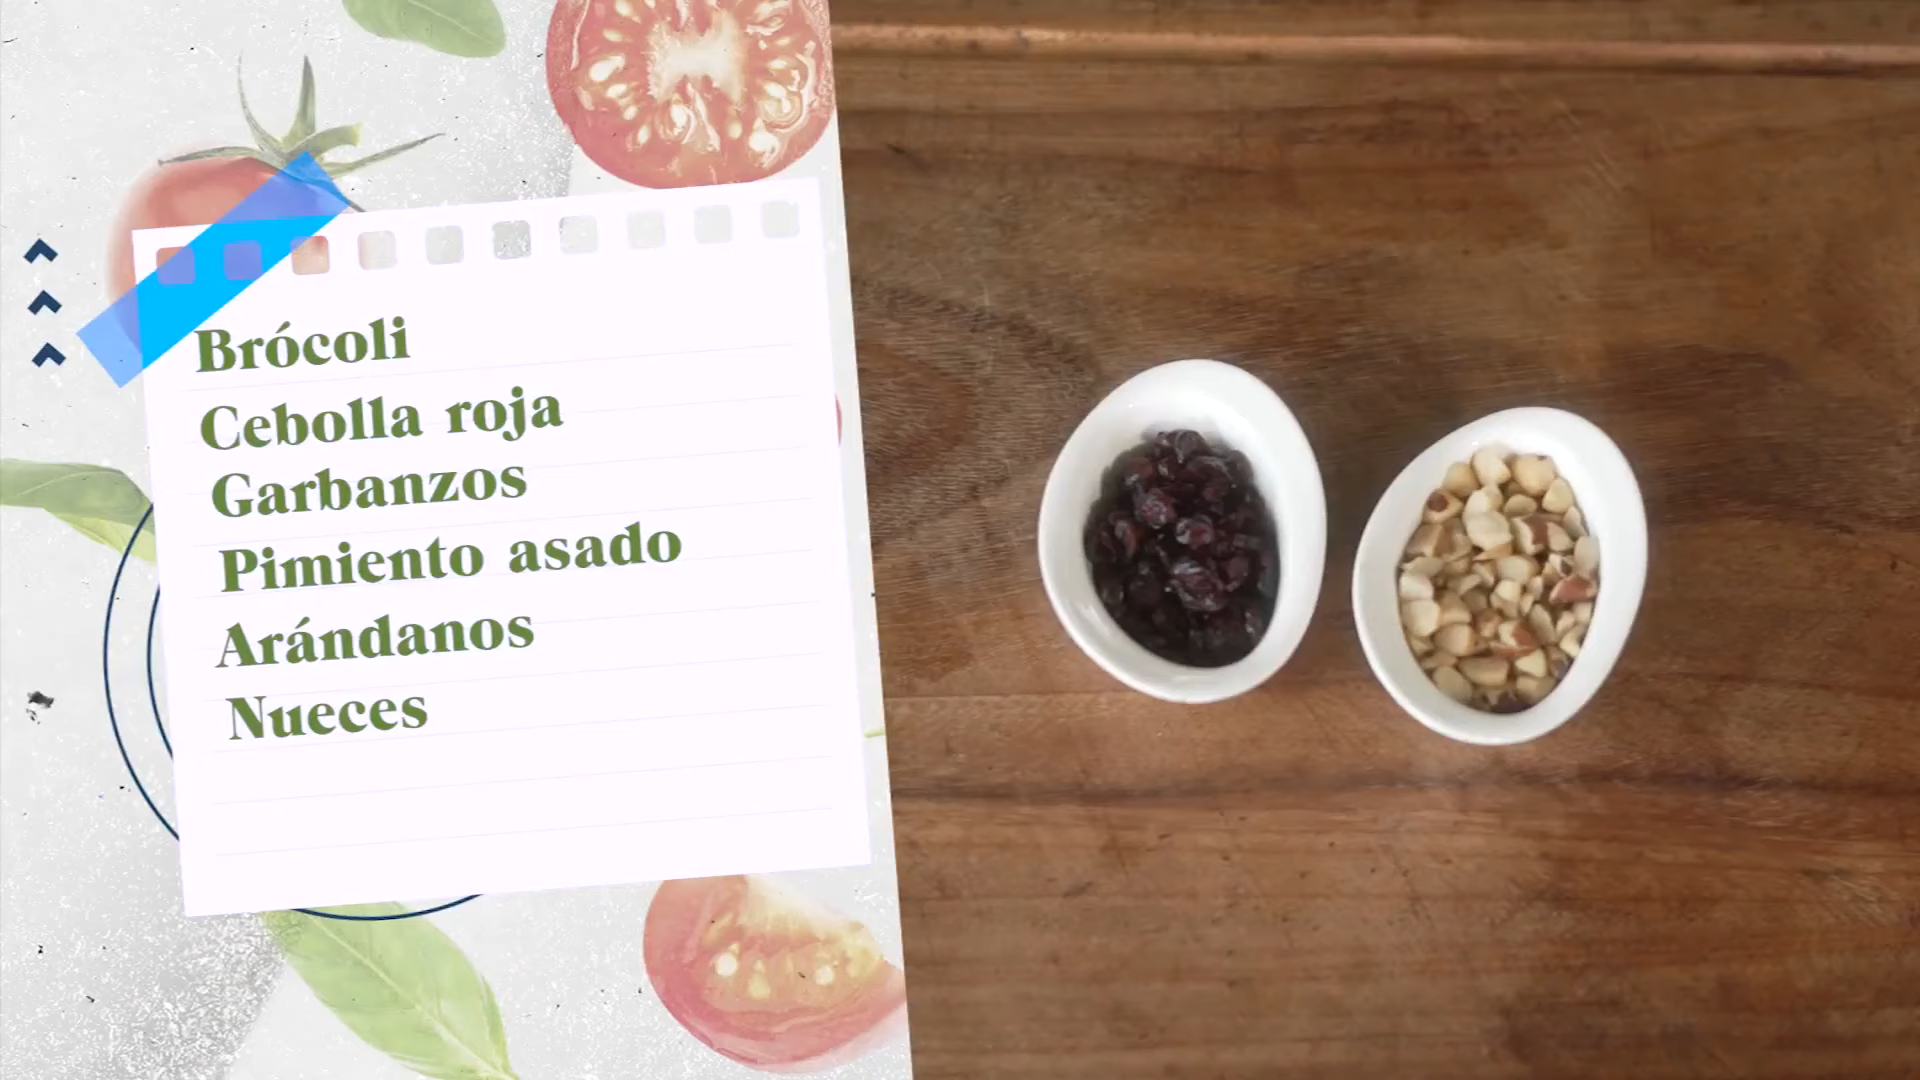 Brócoli
Cebolla roja
Garbanzos
Pimiento asado
Arándanos
Nueces